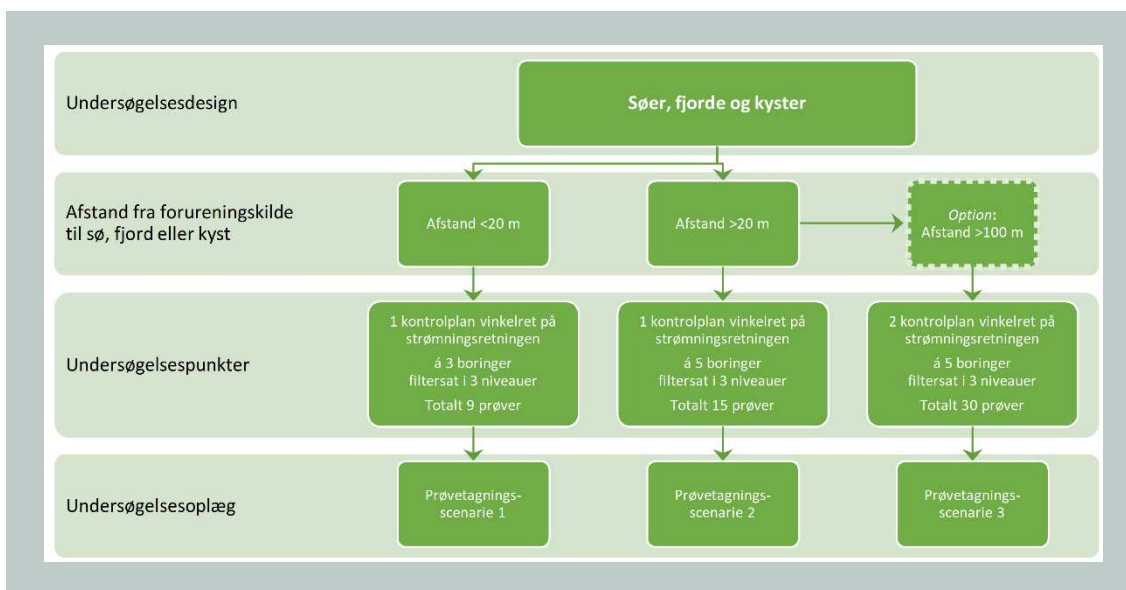 Undersøgelsesdesign
Søer, fjorde og kyster
Afstand fra forureningskilde
til sø, fjord eller kyst
Afstand <20 m
Afstand >20 m
Option:
Afstand >100 m
Undersøgelsespunkter
1 kontrolplan vinkelret på
strømningsretningen
á 3 boringer
filtersat i 3 niveauer
Totalt 9 prøver
1 kontrolplan vinkelret på
strømningsretningen
á 5 boringer
filtersat i 3 niveauer
Totalt 15 prøver
2 kontrolplan vinkelret på
strømningsretningen
á 5 boringer
filtersat i 3 niveauer
Totalt 30 prøver
Undersøgelsesoplæg
Prøvetagnings-
scenarie 1
Prøvetagnings-
scenarie 2
Prøvetagnings-
scenarie 3